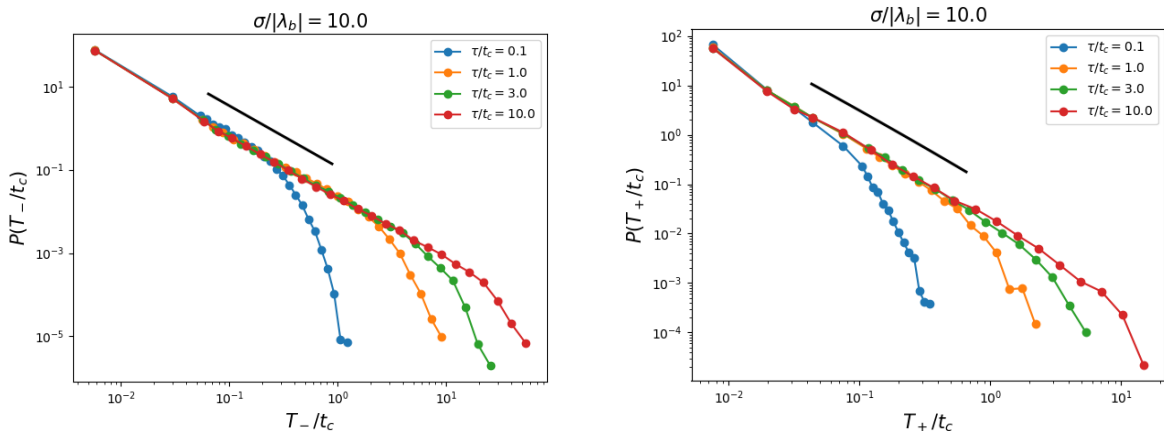 σ/|λ_b| = 10.0
P(T_−/t_c)
10^1
10^−1
10^−3
10^−5
τ/t_c = 0.1
τ/t_c = 1.0
τ/t_c = 3.0
τ/t_c = 10.0
10^−2
10^−1
10^0
10^1
T_−/t_c
σ/|λ_b| = 10.0
P(T_+/t_c)
10^2
10^1
10^0
10^−1
10^−2
10^−3
10^−4
τ/t_c = 0.1
τ/t_c = 1.0
τ/t_c = 3.0
τ/t_c = 10.0
10^−2
10^−1
10^0
10^1
T_+/t_c